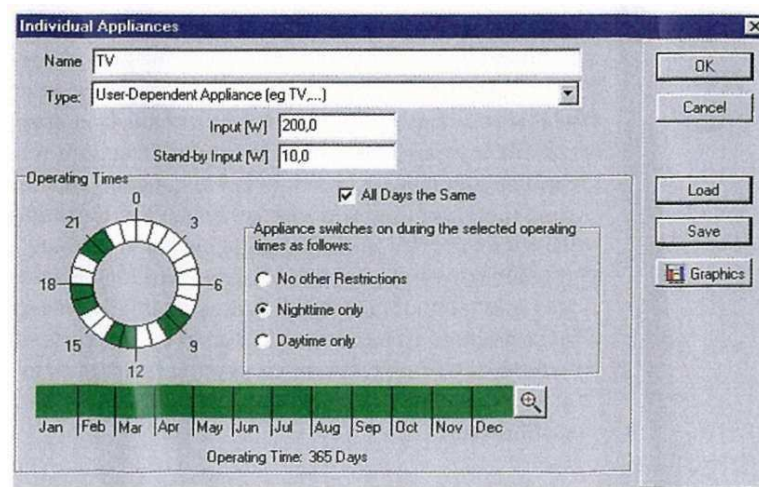 Individual Appliances
Name TV
Type: User-Dependent Appliance (eg TV,...)
Input [W] 200,0
Stand-by Input [W] 10,0
OK
Cancel
Load
Save
Graphics
Operating Times
All Days the Same
0
3
6
9
12
15
18
21
Appliance switches on during the selected operating
times as follows:
No other Restrictions
Nighttime only
Daytime only
Jan Feb Mar Apr May Jun Jul Aug Sep Oct Nov Dec
Operating Time: 365 Days